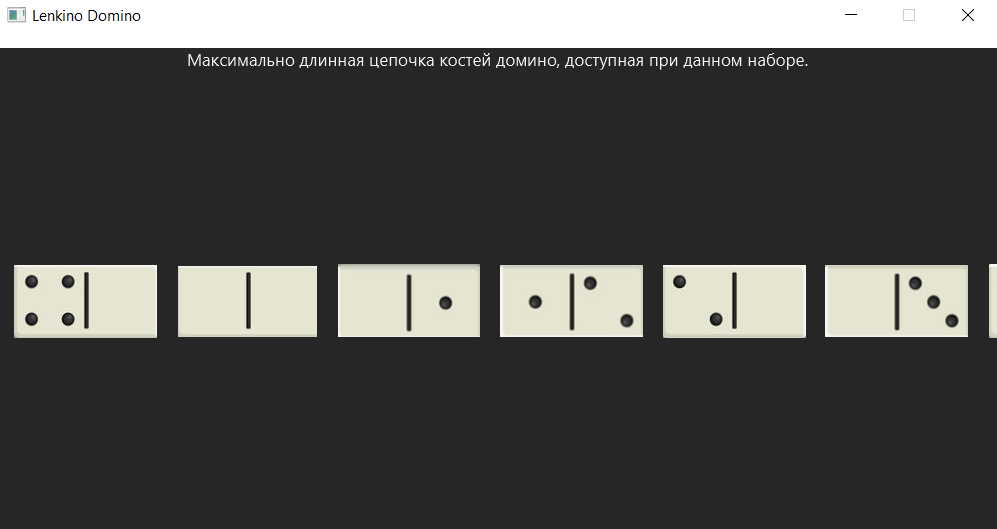 Lenkino Domino
Максимально длинная цепочка костей домино, доступная при данном наборе.